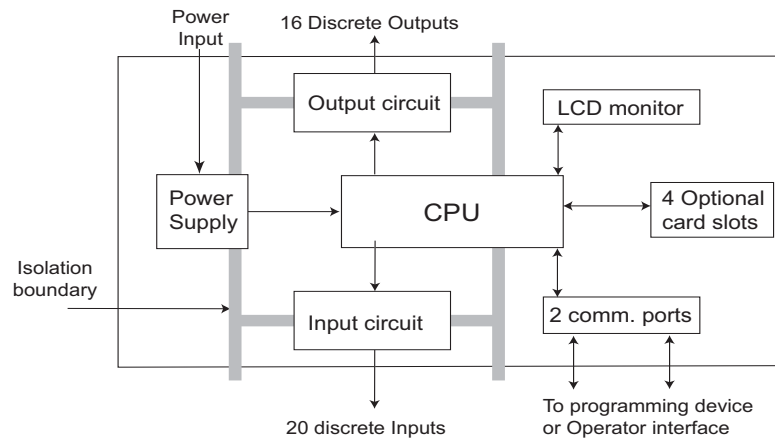 Power
Input
16 Discrete Outputs
Output circuit
LCD monitor
Power
Supply
CPU
4 Optional
card slots
Isolation
boundary
Input circuit
2 comm. ports
20 discrete Inputs
To programming device
or Operator interface